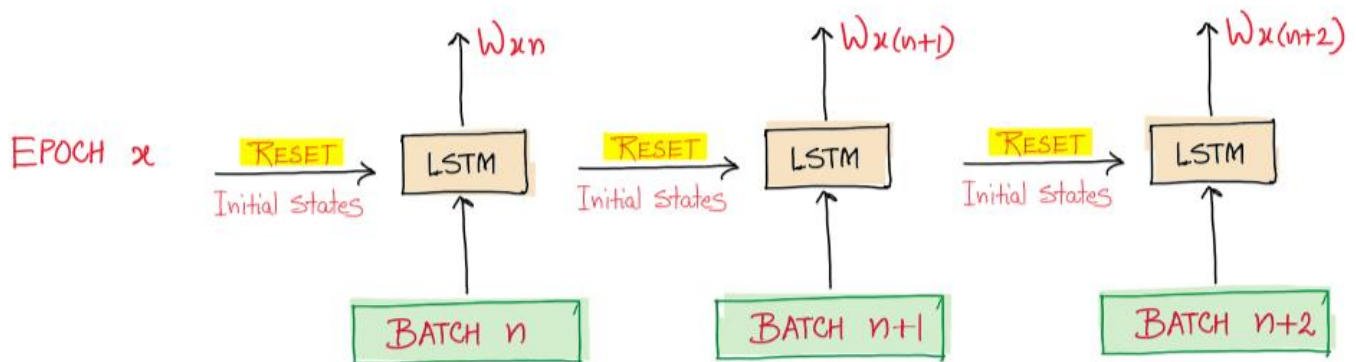 Wxn
Wx(n+1)
Wx(n+2)
EPOCH x
RESET
LSTM
RESET
LSTM
RESET
LSTM
Initial States
Initial States
Initial States
BATCH n
BATCH n+1
BATCH n+2